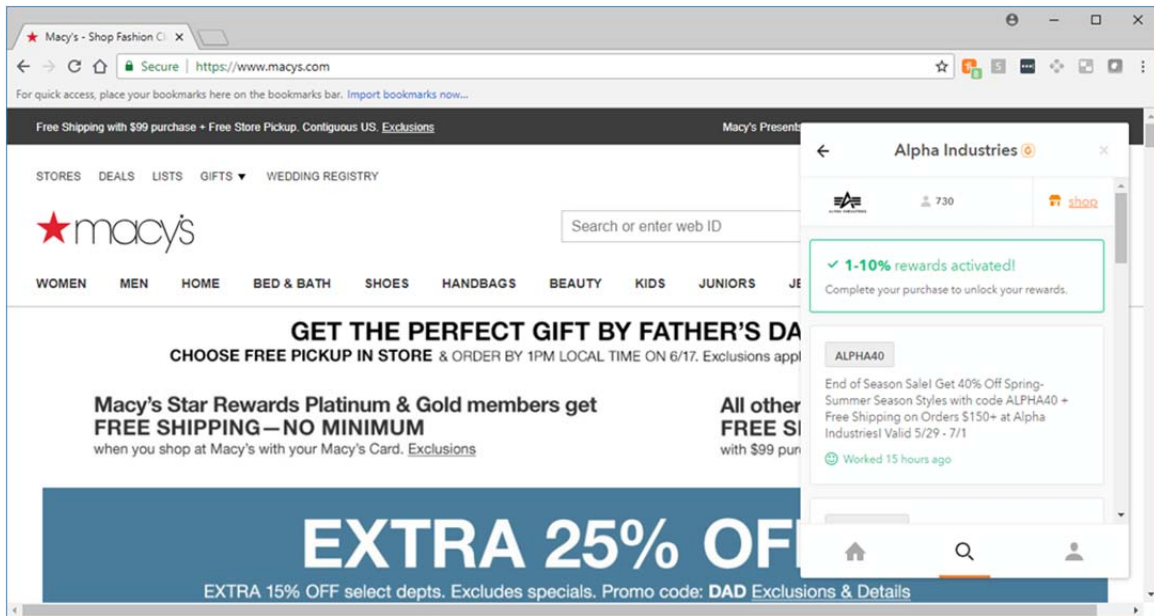 Macy's - Shop Fashion Cl
Secure | https://www.macys.com
For quick access, place your bookmarks here on the bookmarks bar. Import bookmarks now...
Free Shipping with $99 purchase + Free Store Pickup. Contiguous US. Exclusions
Macy's Presents
STORES DEALS LISTS GIFTS ▼ WEDDING REGISTRY
macy's
Search or enter web ID
WOMEN MEN HOME BED & BATH SHOES HANDBAGS BEAUTY KIDS JUNIORS JE
GET THE PERFECT GIFT BY FATHER'S DA
CHOOSE FREE PICKUP IN STORE & ORDER BY 1PM LOCAL TIME ON 6/17. Exclusions appl
Macy's Star Rewards Platinum & Gold members get
FREE SHIPPING—NO MINIMUM
when you shop at Macy's with your Macy's Card. Exclusions
All other
FREE S
with $99 pur
EXTRA 25% OF
EXTRA 15% OFF select depts. Excludes specials. Promo code: DAD Exclusions & Details
Alpha Industries
730
shop
1-10% rewards activated!
Complete your purchase to unlock your rewards.
ALPHA40
End of Season Sale! Get 40% Off Spring-
Summer Season Styles with code ALPHA40 +
Free Shipping on Orders $150+ at Alpha
Industries! Valid 5/29 - 7/1
Worked 15 hours ago